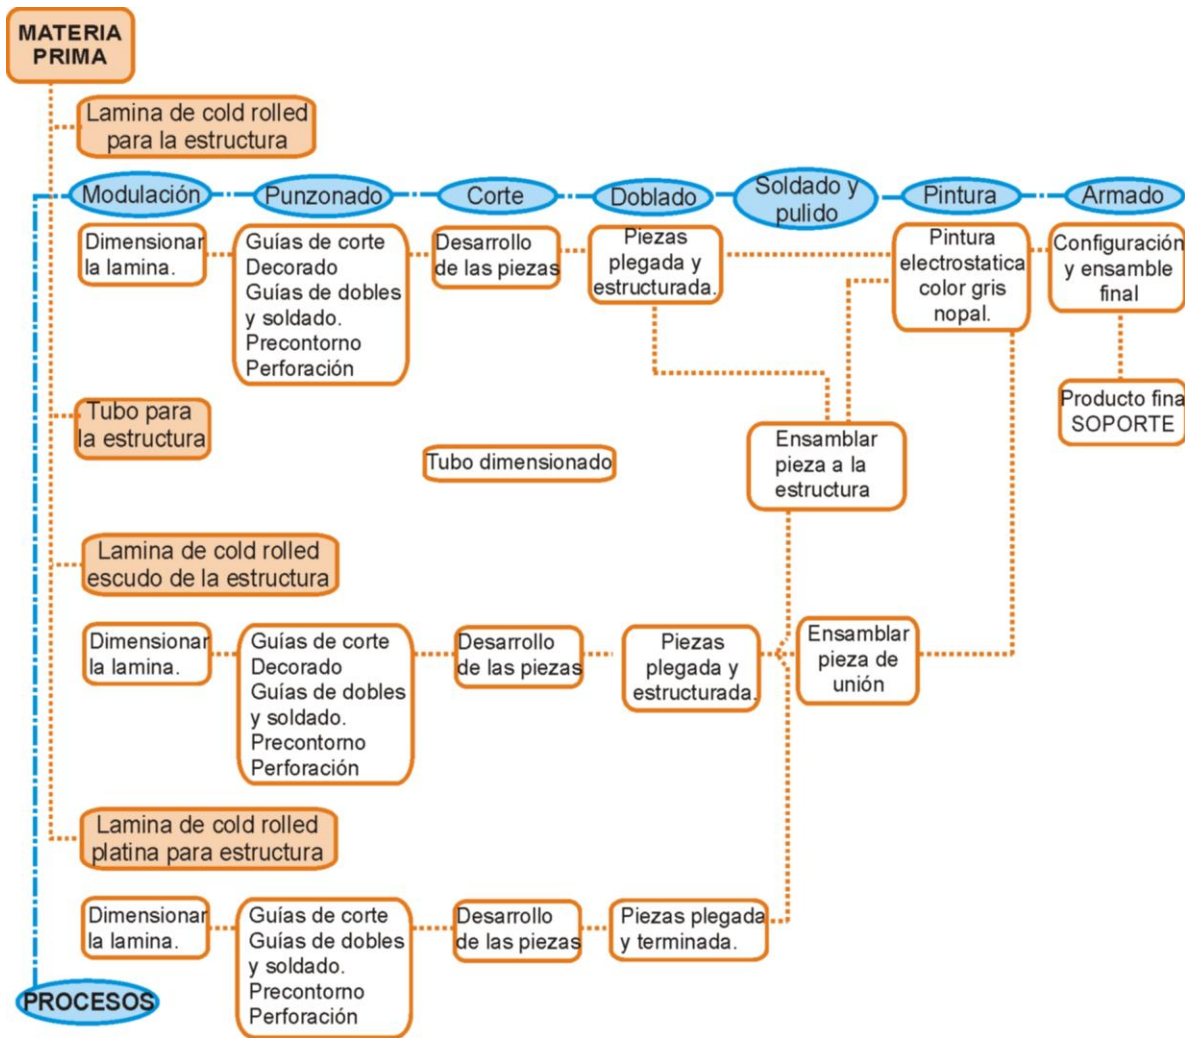 MATERIA
PRIMA
Lamina de cold rolled
para la estructura
Modulación
Punzonado
Corte
Doblado
Soldado y
pulido
Pintura
Armado
Dimensionar
la lamina.
Guías de corte
Decorado
Guías de dobles
y soldado.
Precontorno
Perforación
Desarrollo
de las piezas
Piezas
plegada y
estructurada.
Pintura
electrostatica
color gris
nopal.
Configuración
y ensamble
final
Producto fina
SOPORTE
Tubo para
la estructura
Tubo dimensionado
Ensamblar
pieza a la
estructura
Lamina de cold rolled
escudo de la estructura
Dimensionar
la lamina.
Guías de corte
Decorado
Guías de dobles
y soldado.
Precontorno
Perforación
Desarrollo
de las piezas
Piezas
plegada y
estructurada.
Ensamblar
pieza de
unión
Lamina de cold rolled
platina para estructura
Dimensionar
la lamina.
Guías de corte
Guías de dobles
y soldado.
Precontorno
Perforación
Desarrollo
de las piezas
Piezas plegada
y terminada.
PROCESOS